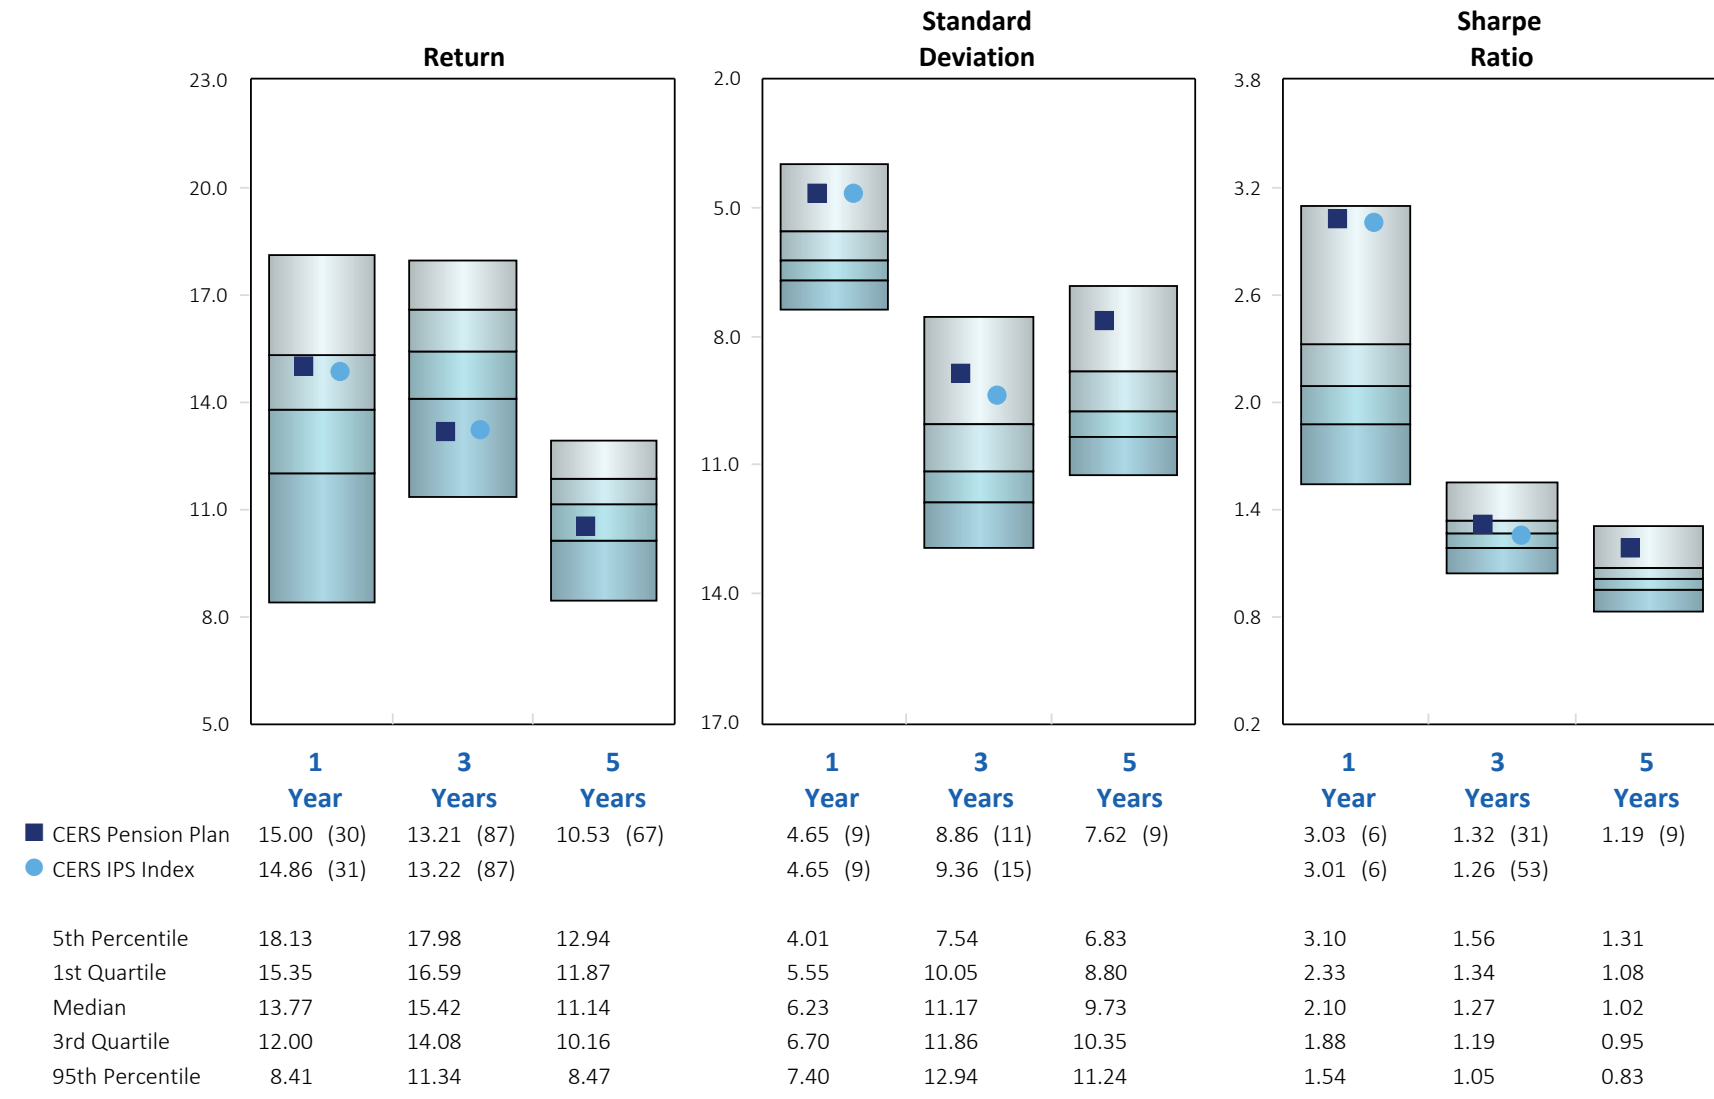 Return
Standard
Deviation
Sharpe
Ratio
23.0
20.0
17.0
14.0
11.0
8.0
5.0
2.0
5.0
8.0
11.0
14.0
17.0
3.8
3.2
2.6
2.0
1.4
0.8
0.2
1 3 5 1 3 5 1 3 5
Year Years Years Year Years Years Year Years Years
CERS Pension Plan 15.00 (30) 13.21 (87) 10.53 (67) 4.65 (9) 8.86 (11) 7.62 (9) 3.03 (6) 1.32 (31) 1.19 (9)
CERS IPS Index 14.86 (31) 13.22 (87) 4.65 (9) 9.36 (15) 3.01 (6) 1.26 (53)
5th Percentile 18.13 17.98 12.94 4.01 7.54 6.83 3.10 1.56 1.31
1st Quartile 15.35 16.59 11.87 5.55 10.05 8.80 2.33 1.34 1.08
Median 13.77 15.42 11.14 6.23 11.17 9.73 2.10 1.27 1.02
3rd Quartile 12.00 14.08 10.16 6.70 11.86 10.35 1.88 1.19 0.95
95th Percentile 8.41 11.34 8.47 7.40 12.94 11.24 1.54 1.05 0.83